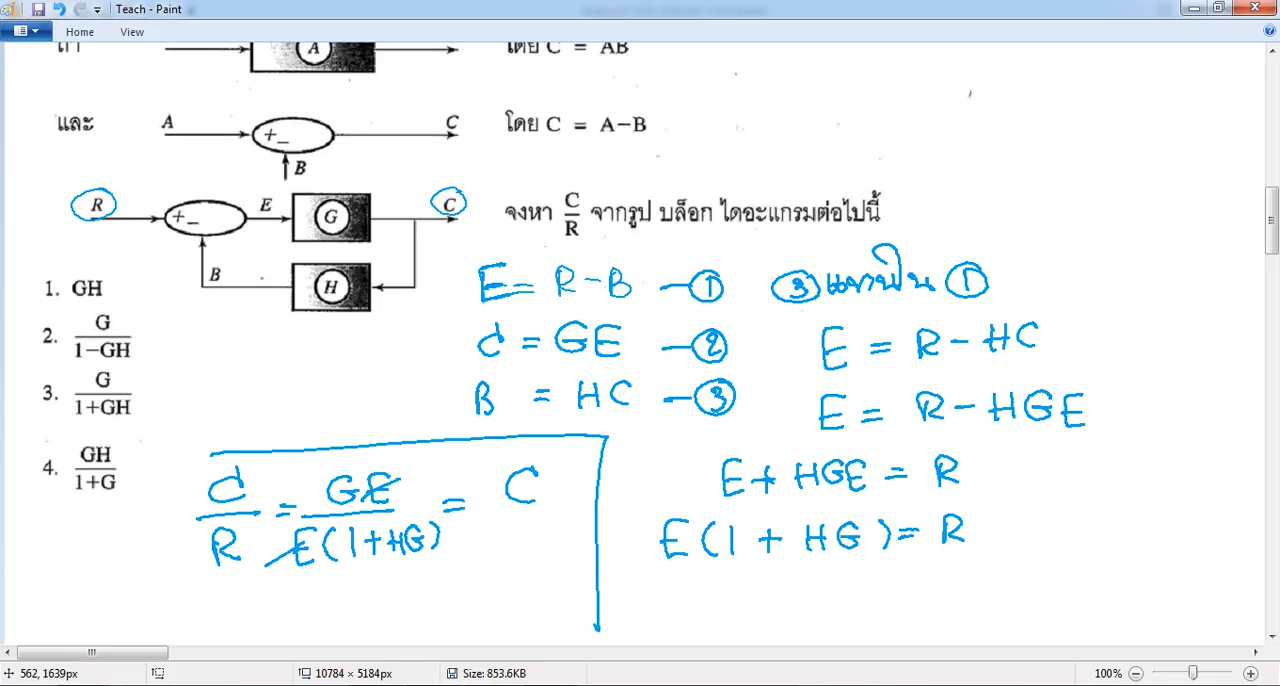 Teach - Paint
Home View
A โดย C = AB
และ A + − C โดย C = A−B
B
R + − E G C จงหา C/R จากรูป บล็อก ไดอะแกรมต่อไปนี้
B H
1. GH
2. G/1−GH
3. G/1+GH
4. GH/1+G
E = R − B — ①
C = GE — ②
B = HC — ③
③ แทนใน ①
E = R − HC
E = R − HGE
E + HGE = R
E(1 + HG) = R
C/R = GE/E(1+HG) = C
562, 1639px 10784 × 5184px Size: 853.6KB 100%